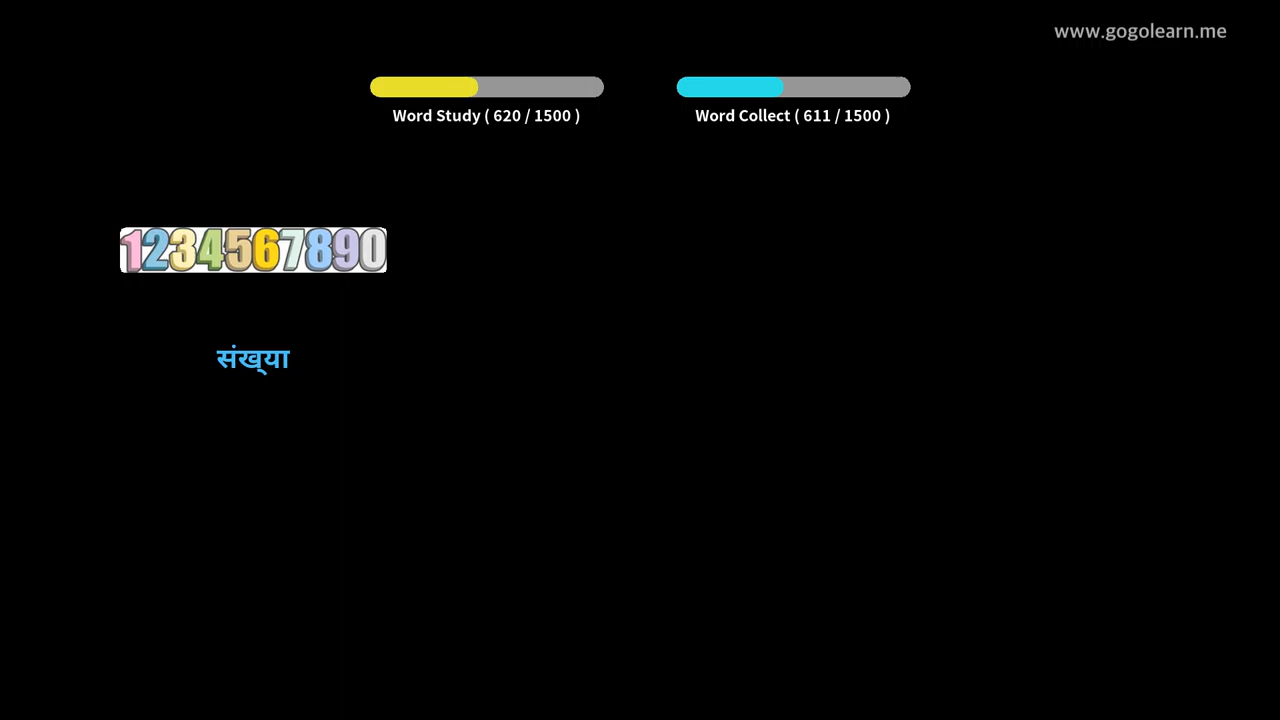 www.gogolearn.me
Word Study ( 620 / 1500 )
Word Collect ( 611 / 1500 )
1234567890
संख्या